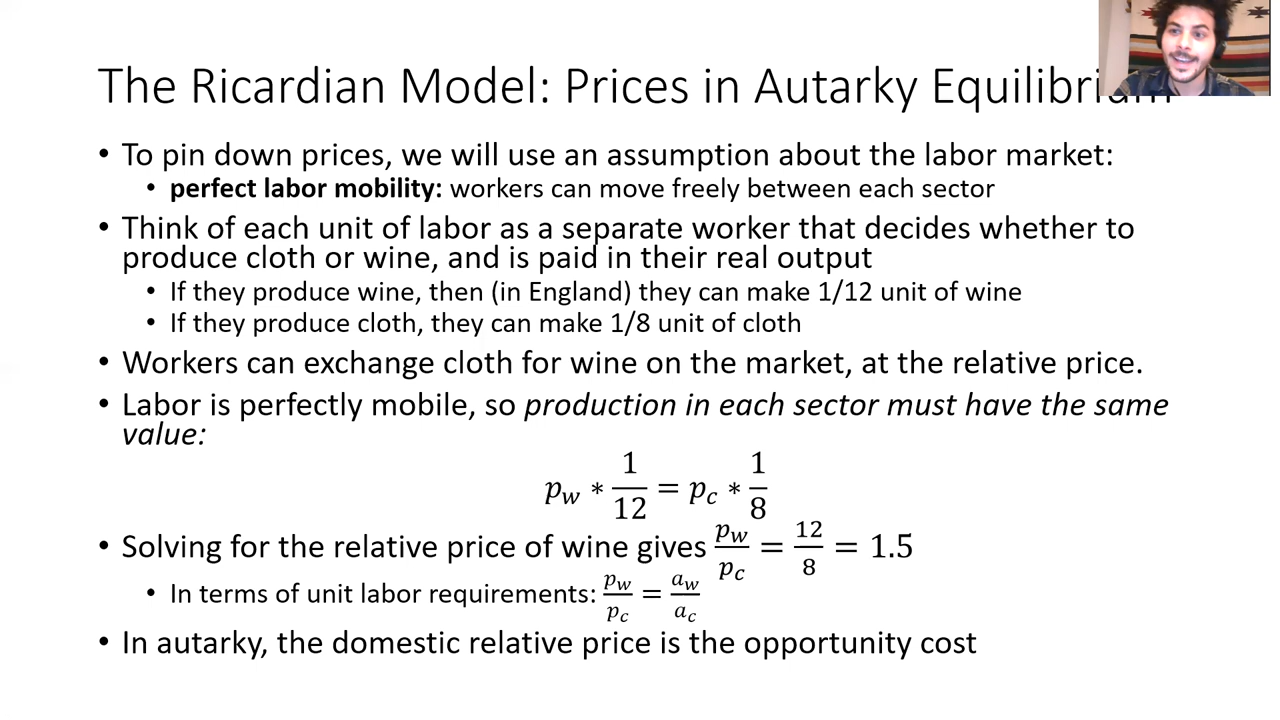 The Ricardian Model: Prices in Autarky Equilibrium
• To pin down prices, we will use an assumption about the labor market:
• perfect labor mobility: workers can move freely between each sector
• Think of each unit of labor as a separate worker that decides whether to
produce cloth or wine, and is paid in their real output
• If they produce wine, then (in England) they can make 1/12 unit of wine
• If they produce cloth, they can make 1/8 unit of cloth
• Workers can exchange cloth for wine on the market, at the relative price.
• Labor is perfectly mobile, so production in each sector must have the same
value:
p_w * 1/12 = p_c * 1/8
• Solving for the relative price of wine gives p_w/p_c = 12/8 = 1.5
• In terms of unit labor requirements: p_w/p_c = a_w/a_c
• In autarky, the domestic relative price is the opportunity cost